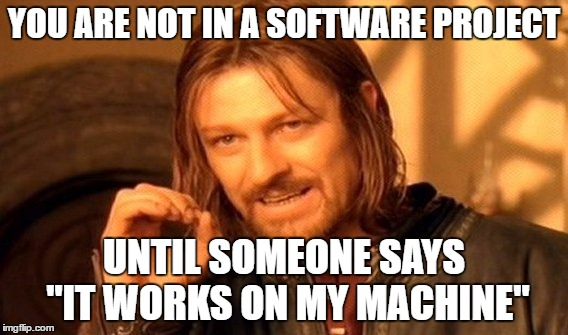 YOU ARE NOT IN A SOFTWARE PROJECT
UNTIL SOMEONE SAYS
"IT WORKS ON MY MACHINE"
imgflip.com